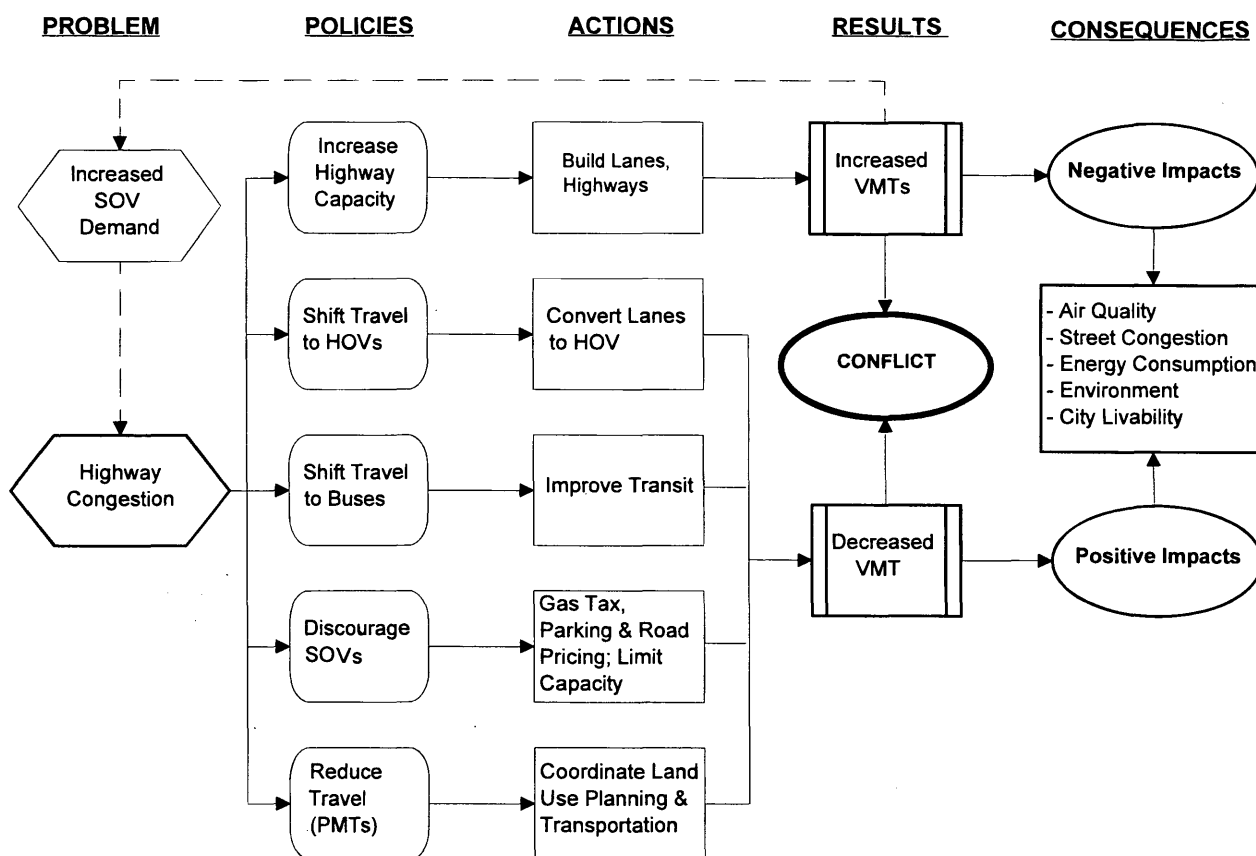 PROBLEM
POLICIES
ACTIONS
RESULTS
CONSEQUENCES
Increased
SOV
Demand
Highway
Congestion
Increase
Highway
Capacity
Shift Travel
to HOVs
Shift Travel
to Buses
Discourage
SOVs
Reduce
Travel
(PMTs)
Build Lanes,
Highways
Convert Lanes
to HOV
Improve Transit
Gas Tax,
Parking & Road
Pricing; Limit
Capacity
Coordinate Land
Use Planning &
Transportation
Increased
VMTs
CONFLICT
Decreased
VMT
Negative Impacts
- Air Quality
- Street Congestion
- Energy Consumption
- Environment
- City Livability
Positive Impacts